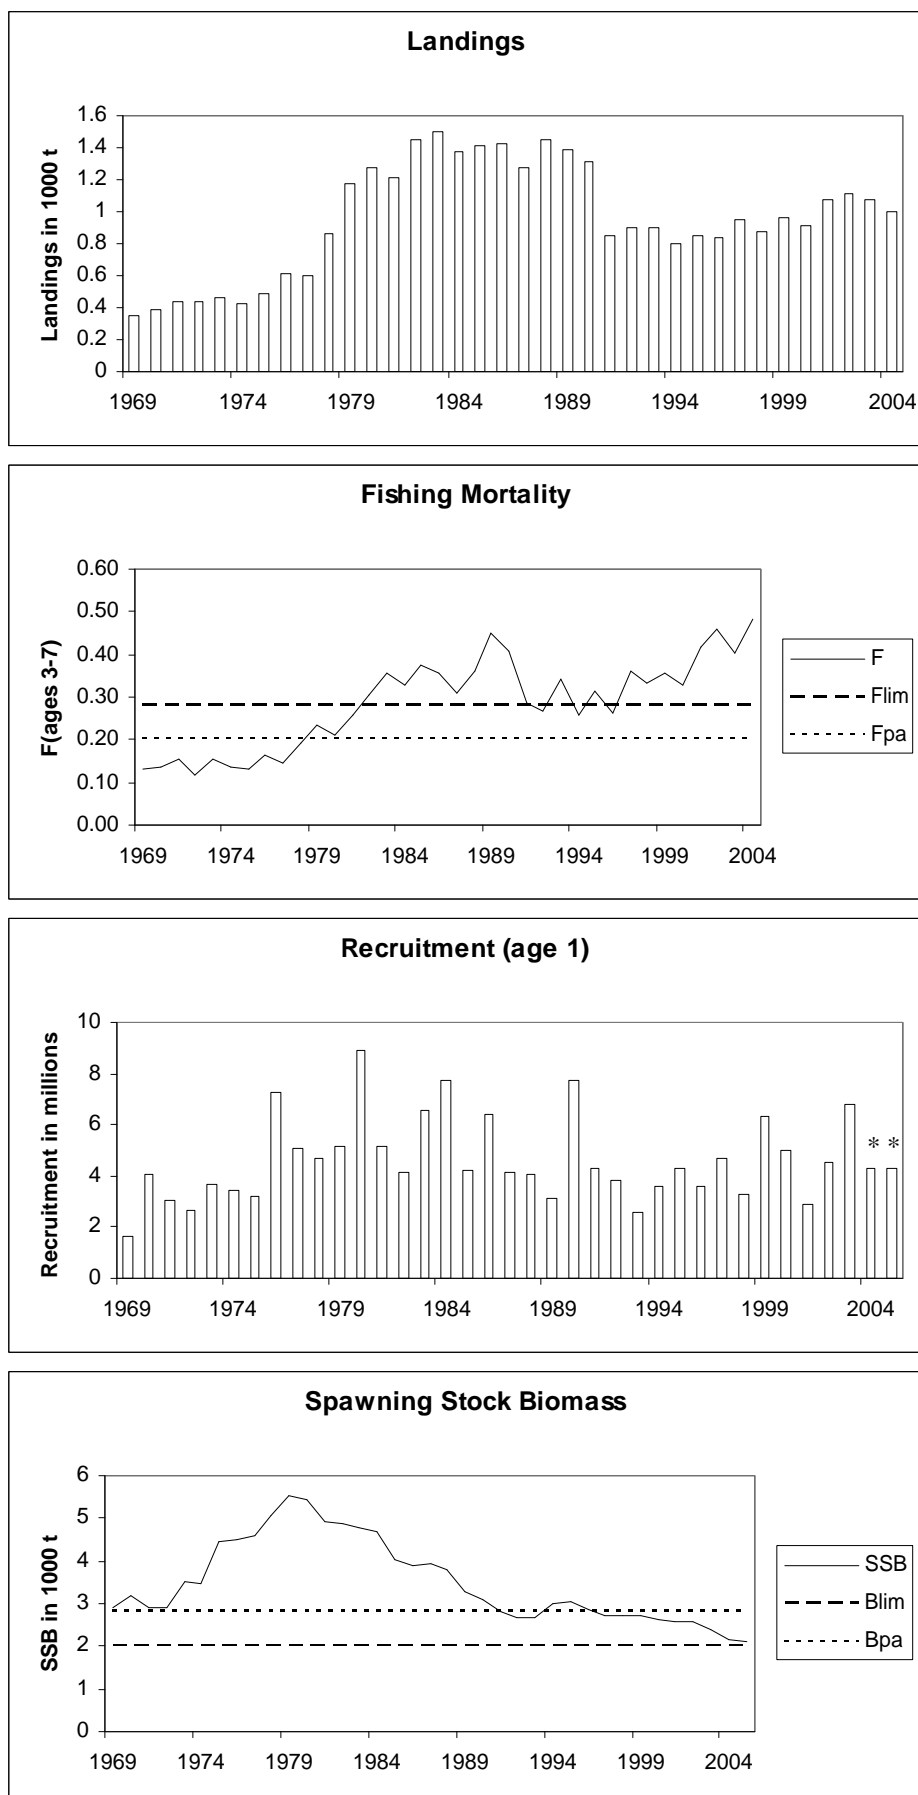 Landings
Landings in 1000 t
1.6
1.4
1.2
1
0.8
0.6
0.4
0.2
0
1969 1974 1979 1984 1989 1994 1999 2004
Fishing Mortality
F(ages 3-7)
0.60
0.50
0.40
0.30
0.20
0.10
0.00
1969 1974 1979 1984 1989 1994 1999 2004
F
Flim
Fpa
Recruitment (age 1)
Recruitment in millions
10
8
6
4
2
0
* *
1969 1974 1979 1984 1989 1994 1999 2004
Spawning Stock Biomass
SSB in 1000 t
6
5
4
3
2
1
0
1969 1974 1979 1984 1989 1994 1999 2004
SSB
Blim
Bpa